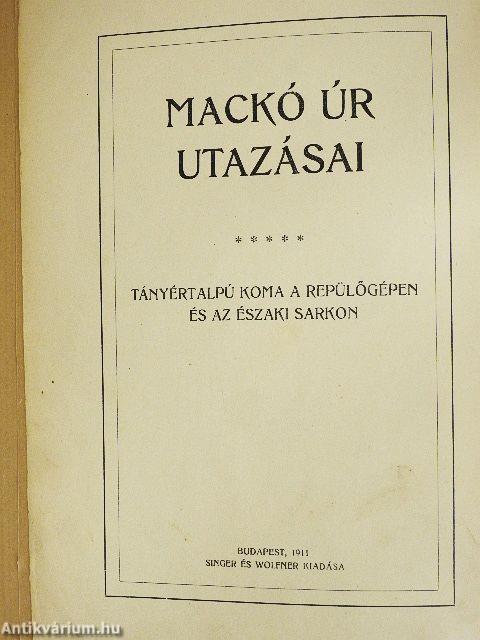 MACKÓ ÚR
UTAZÁSAI
* * * * *
TÁNYÉRTALPÚ KOMA A REPÜLŐGÉPEN
ÉS AZ ÉSZAKI SARKON
BUDAPEST, 1911
SINGER ÉS WOLFNER KIADÁSA
Antikvárium.hu